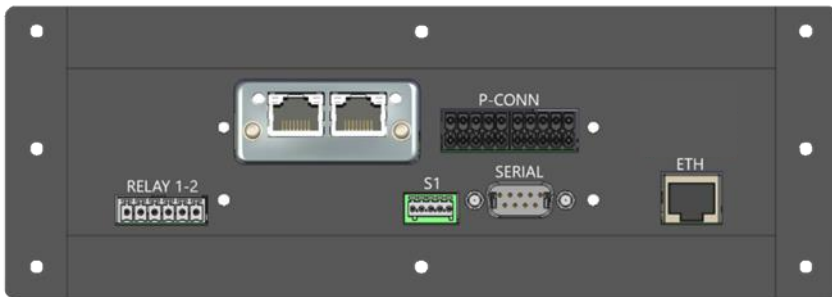 P-CONN
ETH
SERIAL
S1
RELAY 1-2